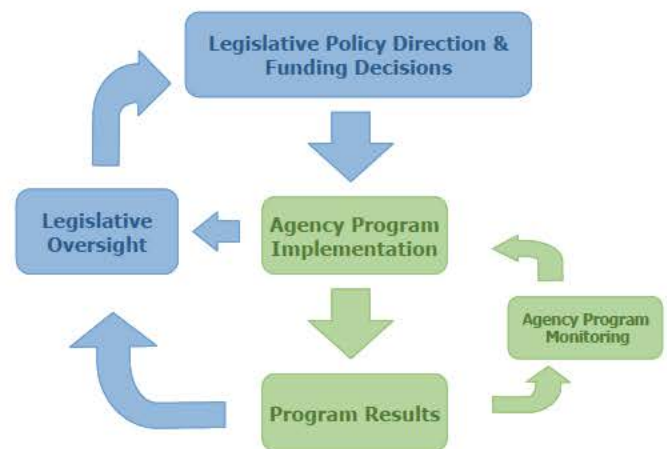 Legislative Policy Direction &
Funding Decisions
Legislative
Oversight
Agency Program
Implementation
Agency Program
Monitoring
Program Results